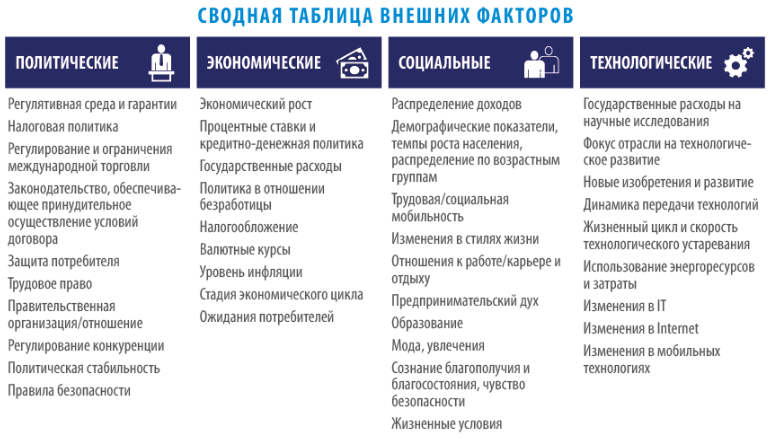 СВОДНАЯ ТАБЛИЦА ВНЕШНИХ ФАКТОРОВ
ПОЛИТИЧЕСКИЕ
Регулятивная среда и гарантии
Налоговая политика
Регулирование и ограничения
международной торговли
Законодательство, обеспечива-
ющее принудительное
осуществление условий
договора
Защита потребителя
Трудовое право
Правительственная
организация/отношение
Регулирование конкуренции
Политическая стабильность
Правила безопасности
ЭКОНОМИЧЕСКИЕ
Экономический рост
Процентные ставки и
кредитно-денежная политика
Государственные расходы
Политика в отношении
безработицы
Налогообложение
Валютные курсы
Уровень инфляции
Стадия экономического цикла
Ожидания потребителей
СОЦИАЛЬНЫЕ
Распределение доходов
Демографические показатели,
темпы роста населения,
распределение по возрастным
группам
Трудовая/социальная
мобильность
Изменения в стилях жизни
Отношения к работе/карьере и
отдыху
Предпринимательский дух
Образование
Мода, увлечения
Сознание благополучия и
благосостояния, чувство
безопасности
Жизненные условия
ТЕХНОЛОГИЧЕСКИЕ
Государственные расходы на
научные исследования
Фокус отрасли на технологиче-
ское развитие
Новые изобретения и развитие
Динамика передачи технологий
Жизненный цикл и скорость
технологического устаревания
Использование энергоресурсов
и затраты
Изменения в IT
Изменения в Internet
Изменения в мобильных
технологиях